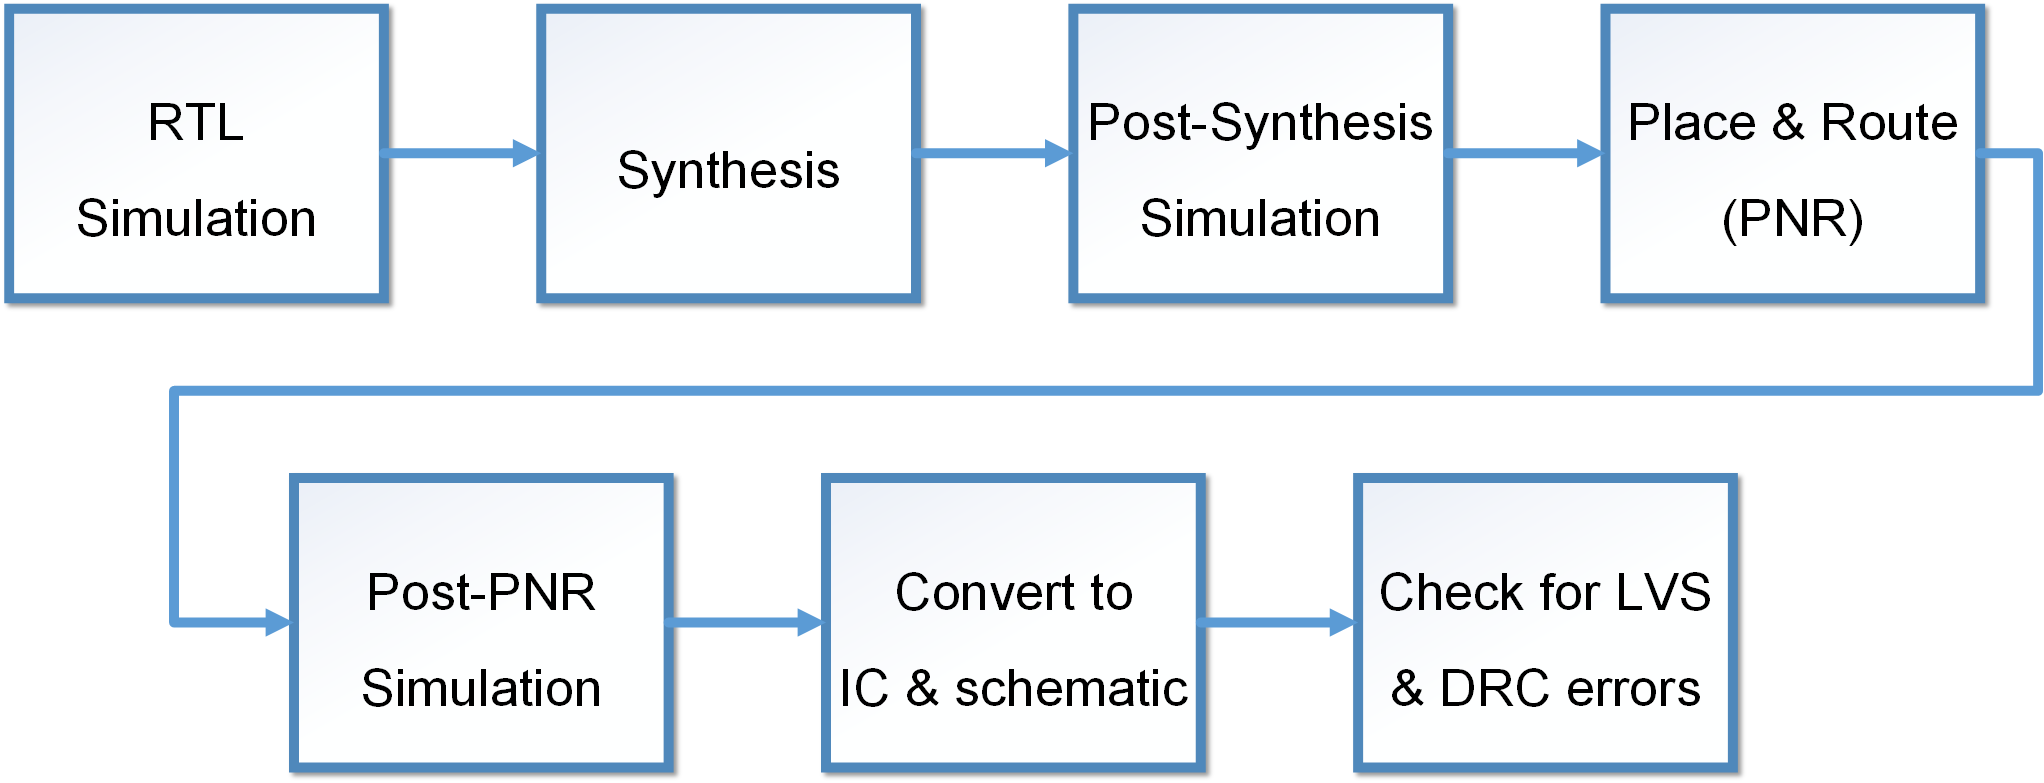 RTL
Simulation
Synthesis
Post-Synthesis
Simulation
Place & Route
(PNR)
Post-PNR
Simulation
Convert to
IC & schematic
Check for LVS
& DRC errors